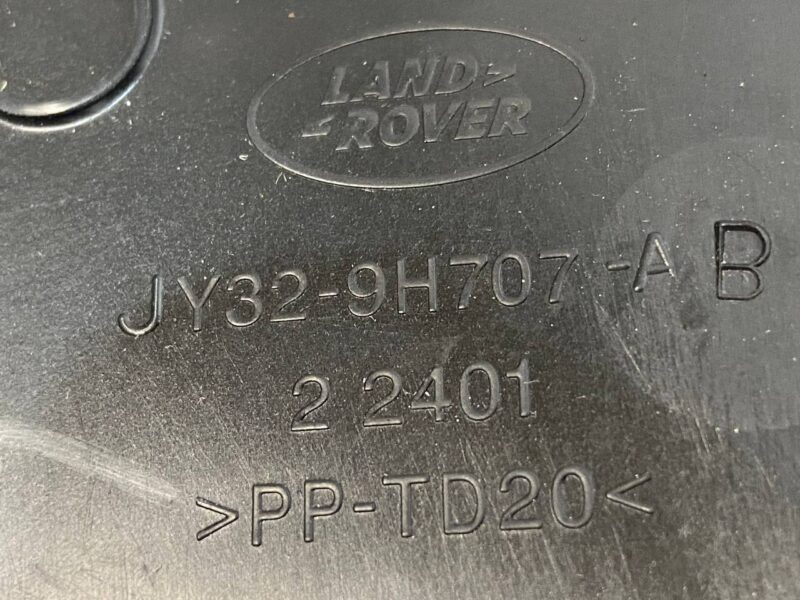 LAND
ROVER
JY32-9H707-AB
2 2401
>PP-TD20<